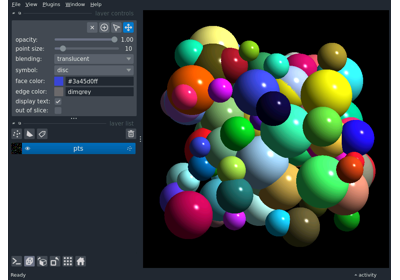 File View Plugins Window Help
layer controls
opacity: 1.00
point size: 10
blending: translucent
symbol: disc
face color: #3a45d0ff
edge color: dimgrey
display text: ✓
out of slice:
layer list
pts
Ready activity